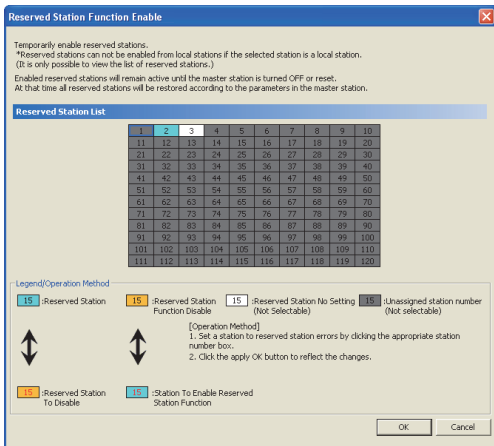 Reserved Station Function Enable
Temporarily enable reserved stations.
*Reserved stations can not be enabled from local stations if the selected station is a local station.
(It is only possible to view the list of reserved stations.)
Enabled reserved stations will remain active until the master station is turned OFF or reset.
At that time all reserved stations will be restored according to the parameters in the master station.
Reserved Station List
1 2 3 4 5 6 7 8 9 10
11 12 13 14 15 16 17 18 19 20
21 22 23 24 25 26 27 28 29 30
31 32 33 34 35 36 37 38 39 40
41 42 43 44 45 46 47 48 49 50
51 52 53 54 55 56 57 58 59 60
61 62 63 64 65 66 67 68 69 70
71 72 73 74 75 76 77 78 79 80
81 82 83 84 85 86 87 88 89 90
91 92 93 94 95 96 97 98 99 100
101 102 103 104 105 106 107 108 109 110
111 112 113 114 115 116 117 118 119 120
Legend/Operation Method
15 :Reserved Station
15 :Reserved Station
Function Disable
15 :Reserved Station No Setting
(Not Selectable)
15 :Unassigned station number
(Not selectable)
[Operation Method]
1. Set a station to reserved station errors by clicking the appropriate station
number box.
2. Click the apply OK button to reflect the changes.
15 :Reserved Station
To Disable
15 :Station To Enable Reserved
Station Function
OK
Cancel